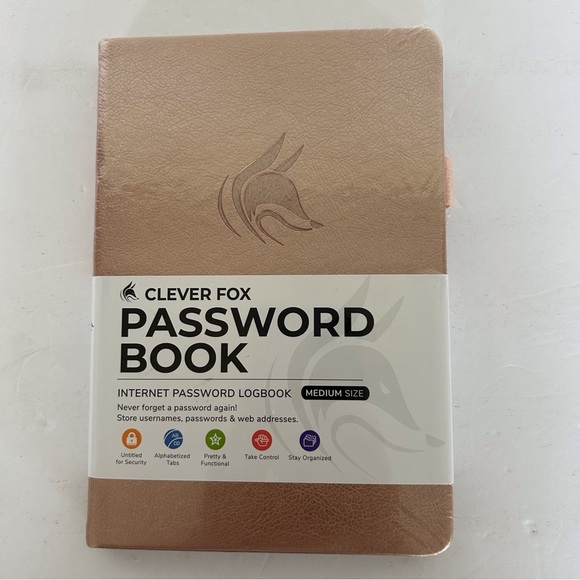 CLEVER FOX
PASSWORD
BOOK
INTERNET PASSWORD LOGBOOK MEDIUM SIZE
Never forget a password again!
Store usernames, passwords & web addresses.
Untitled
for Security
Alphabetized
Tabs
Pretty &
Functional
Take Control
Stay Organized